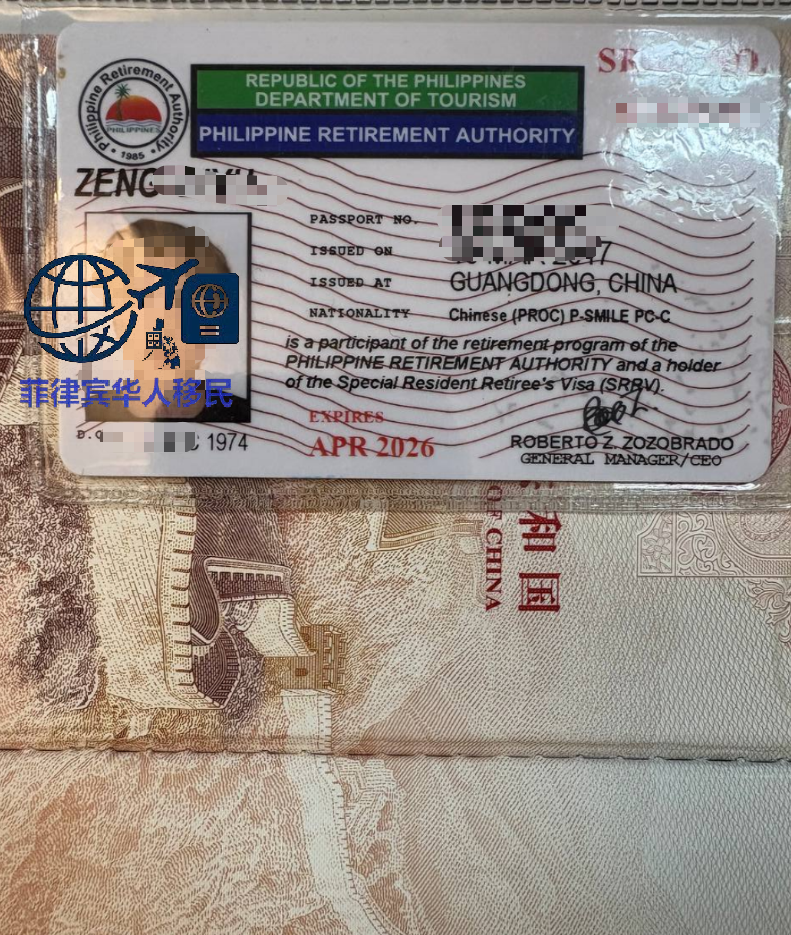 Philippine Retirement Authority
PHILIPPINES
1985
REPUBLIC OF THE PHILIPPINES
DEPARTMENT OF TOURISM
PHILIPPINE RETIREMENT AUTHORITY
PASSPORT NO.
ISSUED ON
ISSUED AT GUANGDONG, CHINA
NATIONALITY Chinese (PROC) P-SMILE PC-C
is a participant of the retirement program of the
PHILIPPINE RETIREMENT AUTHORITY and a holder
of the Special Resident Retiree's Visa (SRRV).
菲律宾华人移民
1974
EXPIRES
APR 2026
ROBERTO Z. ZOZOBRADO
GENERAL MANAGER/CEO
和国
OF CHINA